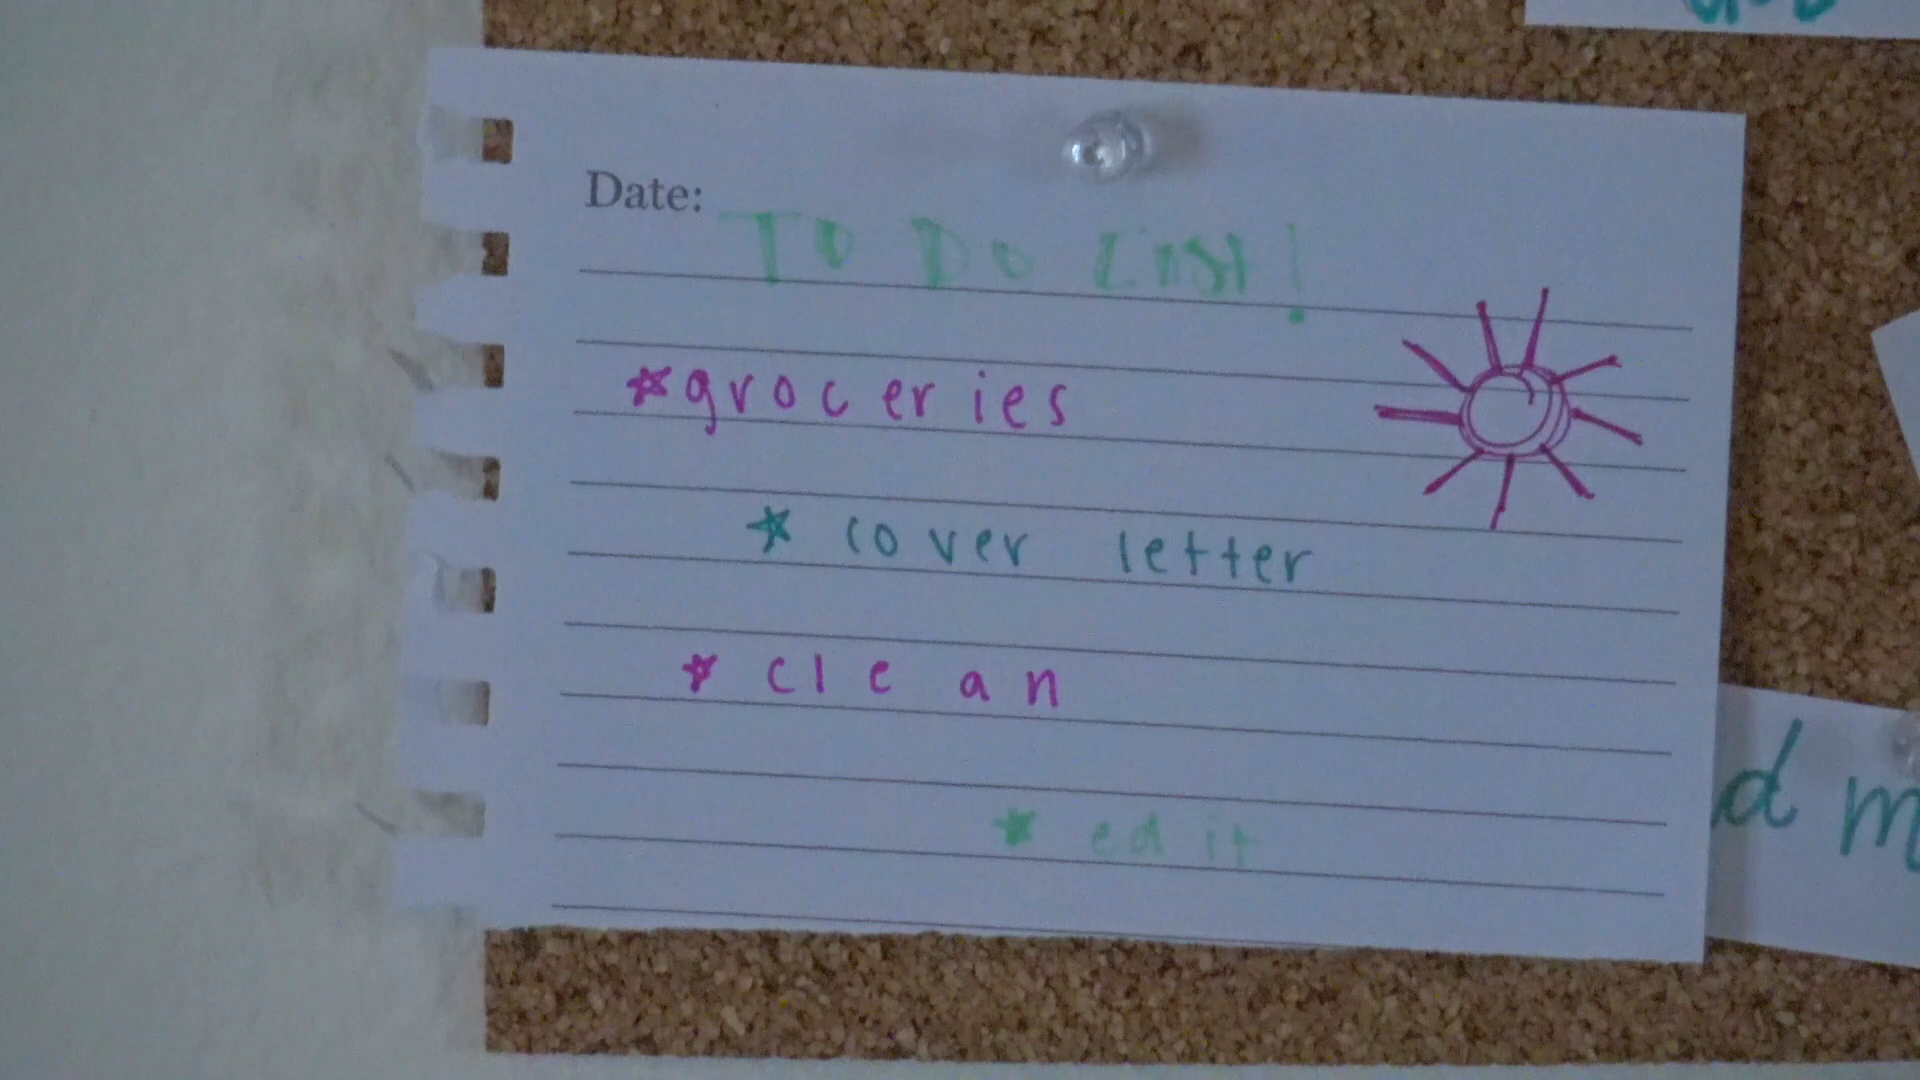 Date:
To Do List!
groceries
cover letter
clean
edit
d m